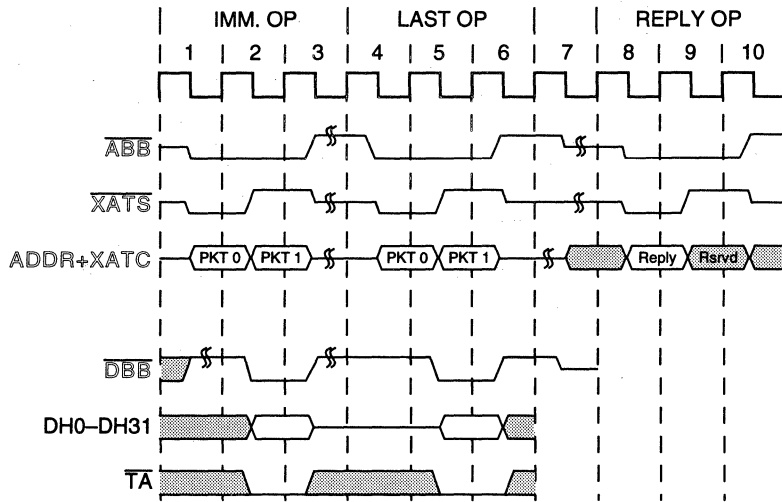 IMM. OP LAST OP REPLY OP
1 2 3 4 5 6 7 8 9 10
ABB
XATS
ADDR+XATC PKT 0 PKT 1 PKT 0 PKT 1 Reply Rsrvd
DBB
DH0–DH31
TA